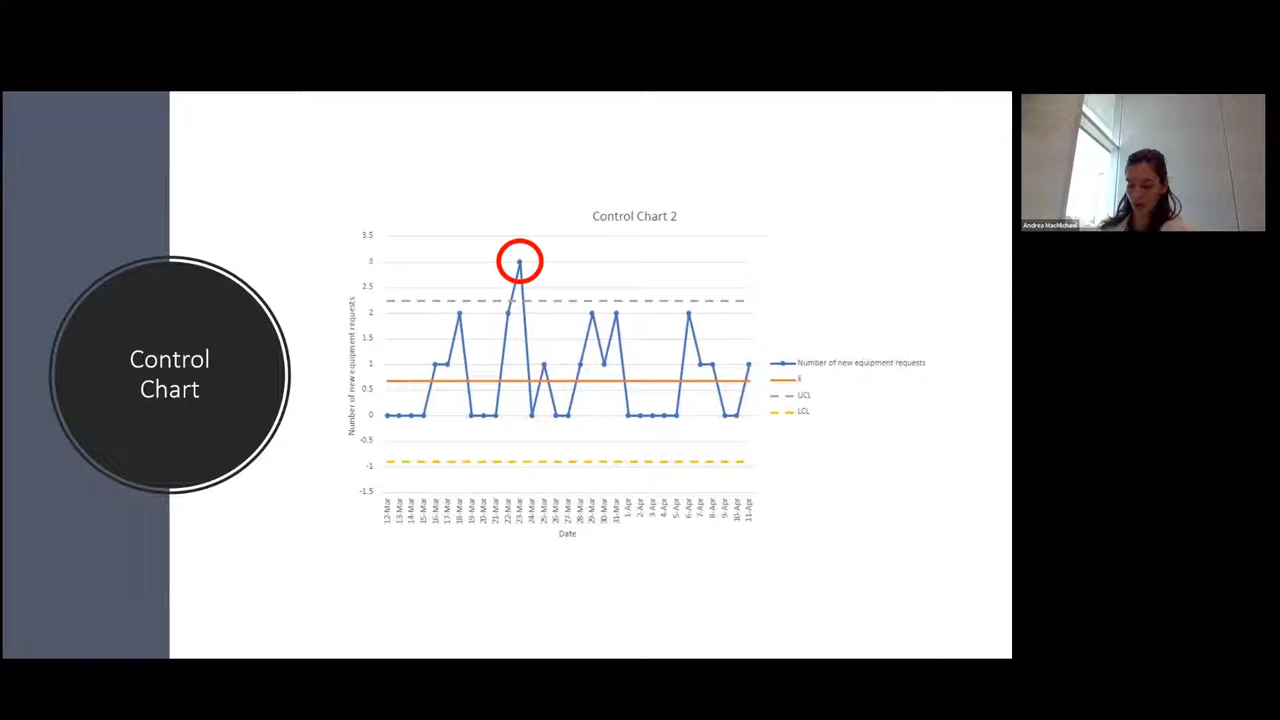 Control
Chart
Control Chart 2
Number of new equipment requests
3.5
3
2.5
2
1.5
1
0.5
0
-0.5
-1
-1.5
12-Mar
13-Mar
14-Mar
15-Mar
16-Mar
17-Mar
18-Mar
19-Mar
20-Mar
21-Mar
22-Mar
23-Mar
24-Mar
25-Mar
26-Mar
27-Mar
28-Mar
29-Mar
30-Mar
31-Mar
1-Apr
2-Apr
3-Apr
4-Apr
5-Apr
6-Apr
7-Apr
8-Apr
9-Apr
10-Apr
11-Apr
Date
Number of new equipment requests
x̄
UCL
LCL
Andrea MacMichael